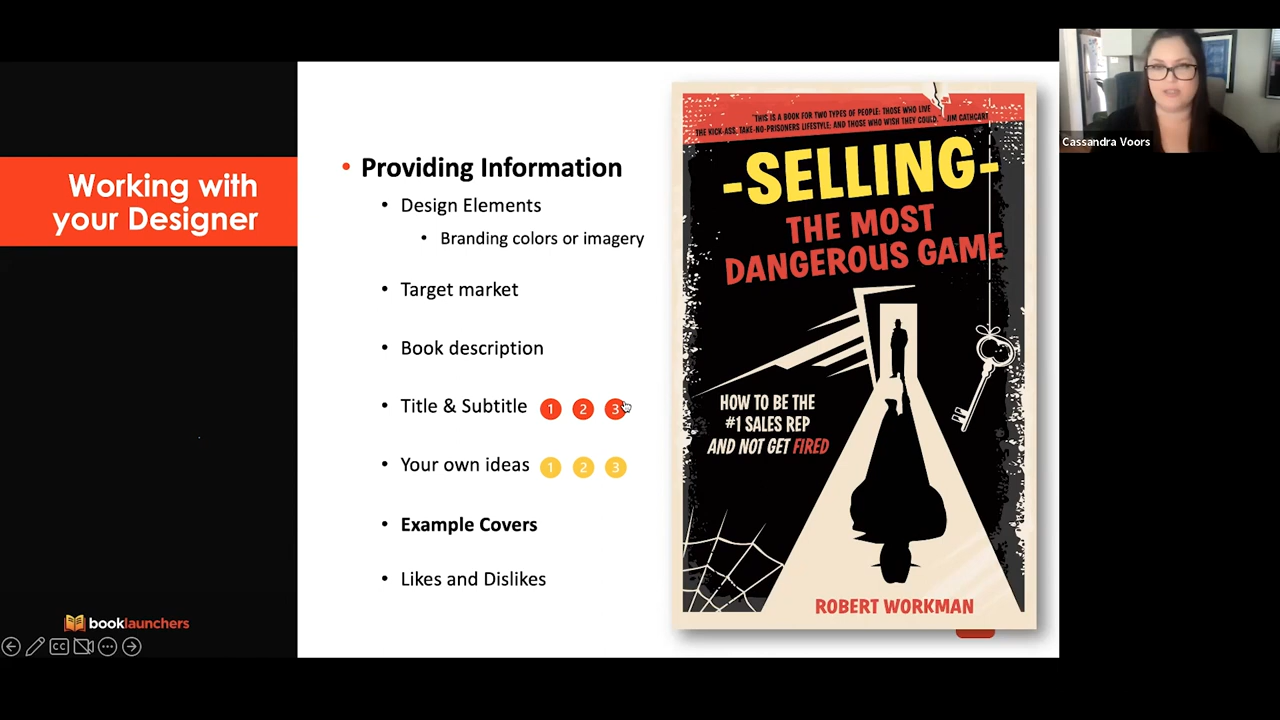 Working with
your Designer
• Providing Information
• Design Elements
• Branding colors or imagery
• Target market
• Book description
• Title & Subtitle 1 2 3
• Your own ideas 1 2 3
• Example Covers
• Likes and Dislikes
booklaunchers
CC
"THIS IS A BOOK FOR TWO TYPES OF PEOPLE: THOSE WHO LIVE
THE KICK-ASS, TAKE-NO-PRISONERS LIFESTYLE; AND THOSE WHO WISH THEY COULD." JIM CATHCART
-SELLING-
THE MOST
DANGEROUS GAME
HOW TO BE THE
#1 SALES REP
AND NOT GET FIRED
ROBERT WORKMAN
Cassandra Voors